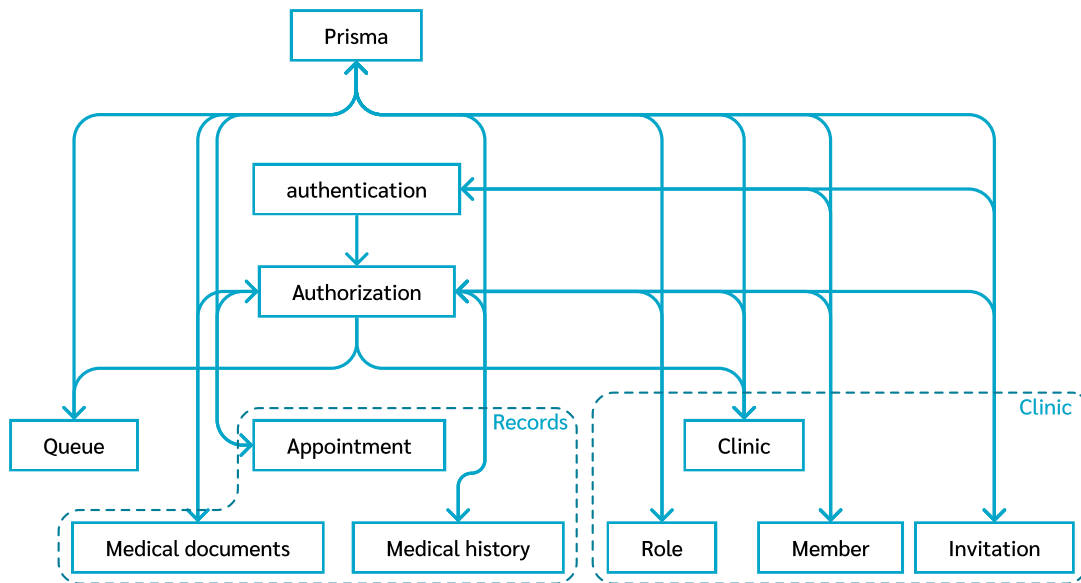 Prisma
authentication
Authorization
Records
Clinic
Queue
Appointment
Clinic
Medical documents
Medical history
Role
Member
Invitation